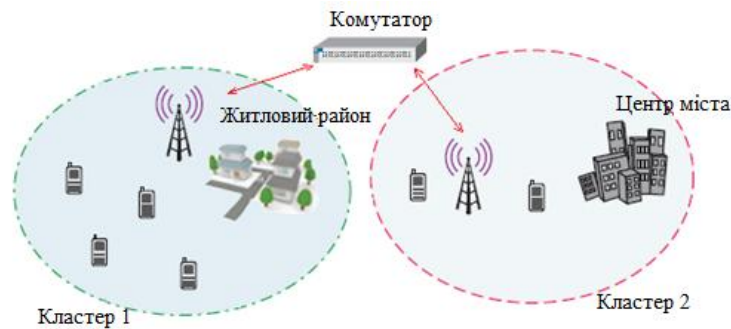 Комутатор
Житловий район
Центр міста
Кластер 1
Кластер 2